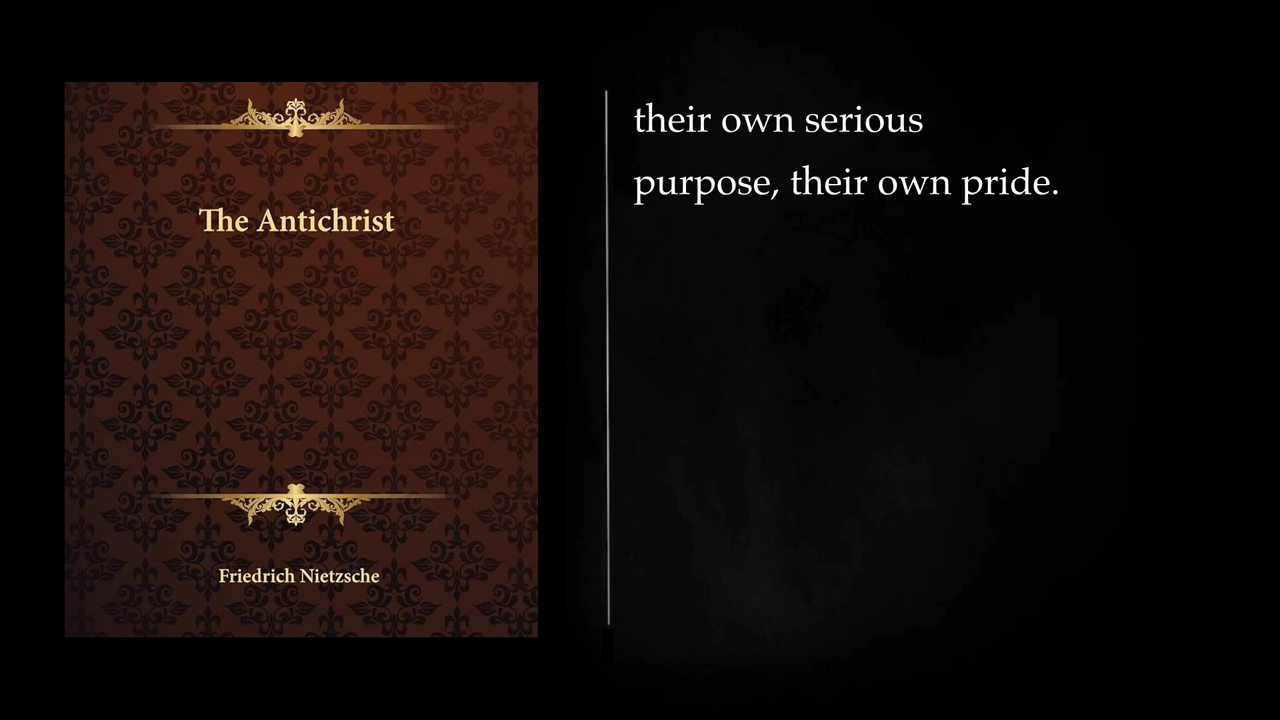 The Antichrist
Friedrich Nietzsche
their own serious
purpose, their own pride.